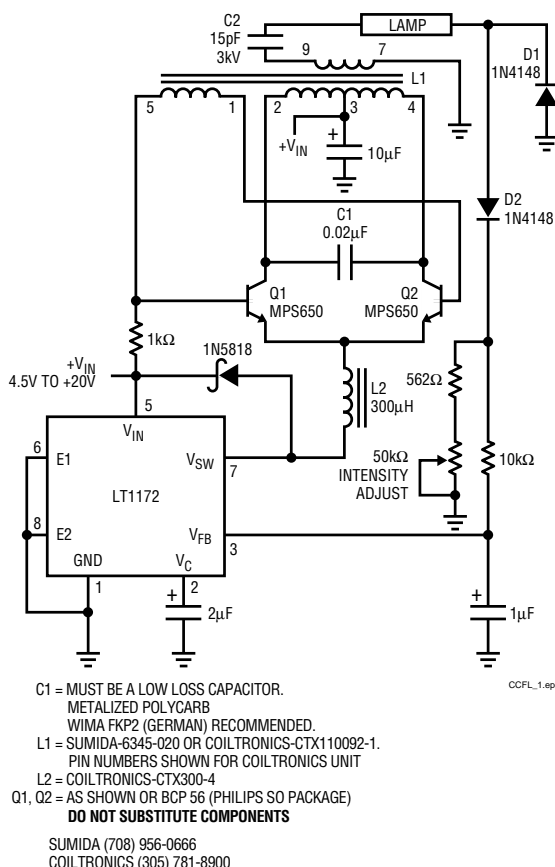 C2
15pF
3kV
LAMP
D1
1N4148
9
7
L1
5
1
2
3
4
+VIN
+
10µF
D2
1N4148
C1
0.02µF
Q1
MPS650
Q2
MPS650
1kΩ
1N5818
+VIN
4.5V TO +20V
L2
300µH
562Ω
5
VIN
6
E1
VSW
7
50kΩ
INTENSITY
ADJUST
10kΩ
LT1172
8
E2
VFB
3
GND
VC
1
2
+
2µF
+
1µF
CCFL_1.ep
C1 = MUST BE A LOW LOSS CAPACITOR.
METALIZED POLYCARB
WIMA FKP2 (GERMAN) RECOMMENDED.
L1 = SUMIDA-6345-020 OR COILTRONICS-CTX110092-1.
PIN NUMBERS SHOWN FOR COILTRONICS UNIT
L2 = COILTRONICS-CTX300-4
Q1, Q2 = AS SHOWN OR BCP 56 (PHILIPS SO PACKAGE)
DO NOT SUBSTITUTE COMPONENTS
SUMIDA (708) 956-0666
COILTRONICS (305) 781-8900